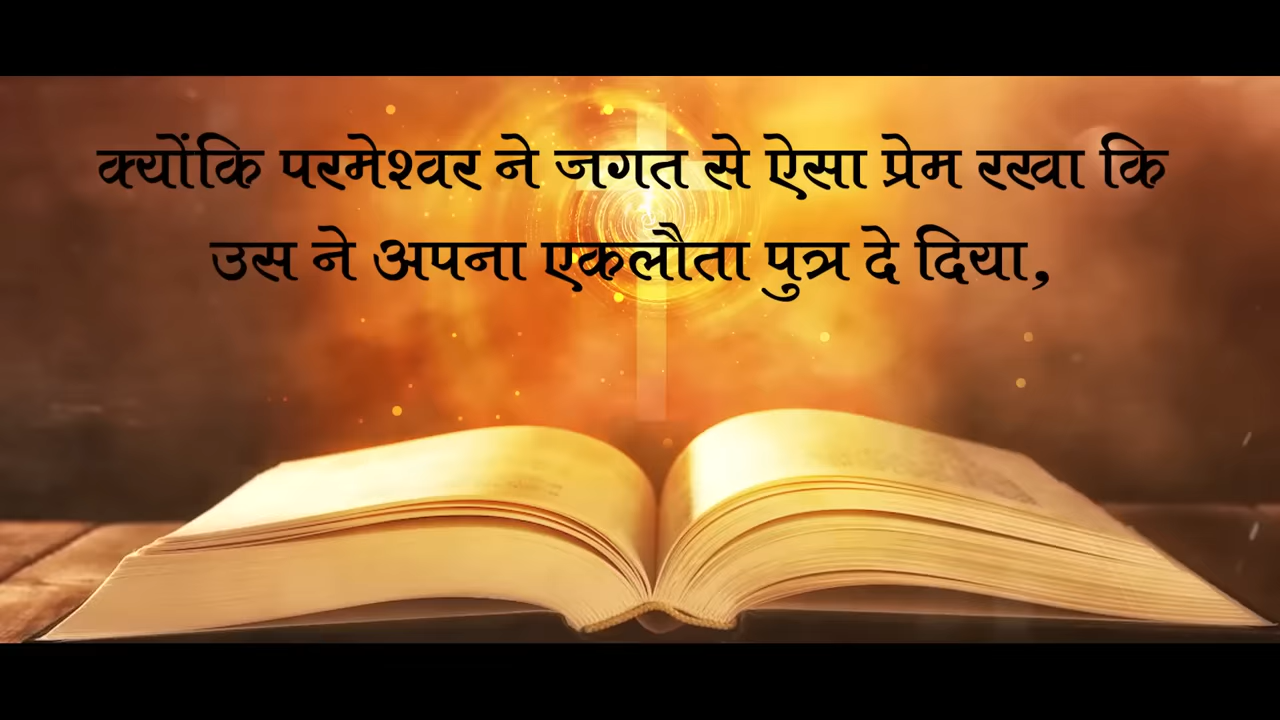 क्योंकि परमेश्वर ने जगत से ऐसा प्रेम रखा कि
उस ने अपना एकलौता पुत्र दे दिया,